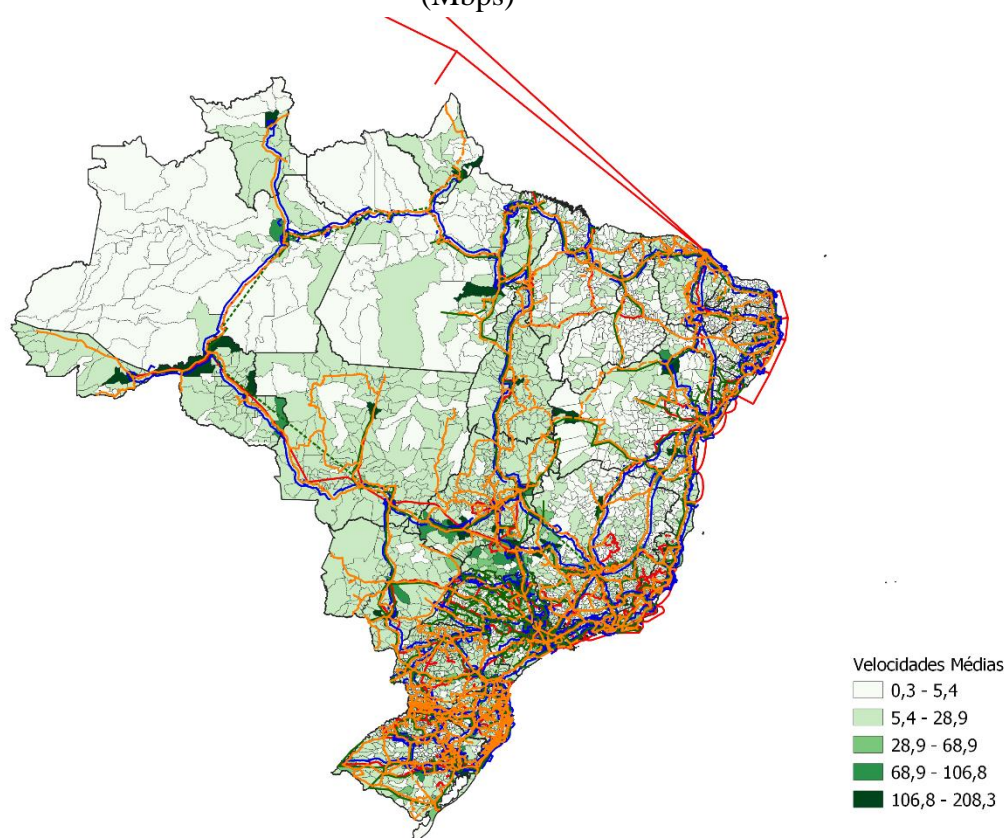 (Mbps)
Velocidades Médias
0,3 - 5,4
5,4 - 28,9
28,9 - 68,9
68,9 - 106,8
106,8 - 208,3